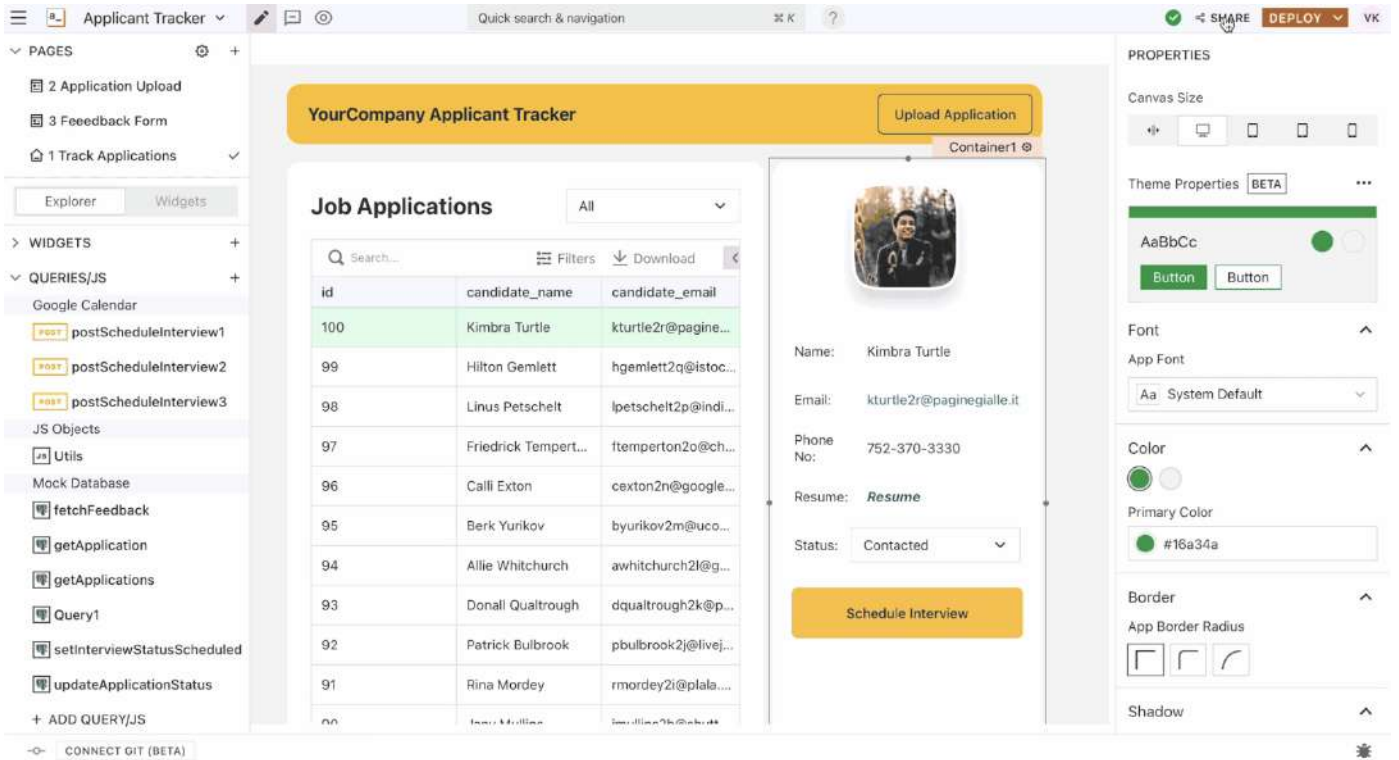 Applicant Tracker
Quick search & navigation
⌘ K
?
SHARE
DEPLOY
VK
PAGES
2 Application Upload
3 Feeedback Form
1 Track Applications
Explorer
Widgets
WIDGETS
QUERIES/JS
Google Calendar
POST postScheduleInterview1
POST postScheduleInterview2
POST postScheduleInterview3
JS Objects
JS Utils
Mock Database
fetchFeedback
getApplication
getApplications
Query1
setInterviewStatusScheduled
updateApplicationStatus
+ ADD QUERY/JS
CONNECT GIT (BETA)
YourCompany Applicant Tracker
Upload Application
Container1
Job Applications
All
Search...
Filters
Download
id candidate_name candidate_email
100 Kimbra Turtle kturtle2r@pagine...
99 Hilton Gemlett hgemlett2q@istoc...
98 Linus Petschelt lpetschelt2p@indi...
97 Friedrick Tempert... ftemperton2o@ch...
96 Calli Exton cexton2n@google...
95 Berk Yurikov byurikov2m@uco...
94 Allie Whitchurch awhitchurch2l@g...
93 Donall Qualtrough dqualtrough2k@p...
92 Patrick Bulbrook pbulbrook2j@livej...
91 Rina Mordey rmordey2i@plala....
Name: Kimbra Turtle
Email: kturtle2r@paginegialle.it
Phone No: 752-370-3330
Resume: Resume
Status: Contacted
Schedule Interview
PROPERTIES
Canvas Size
Theme Properties BETA
AaBbCc
Button Button
Font
App Font
Aa System Default
Color
Primary Color
#16a34a
Border
App Border Radius
Shadow